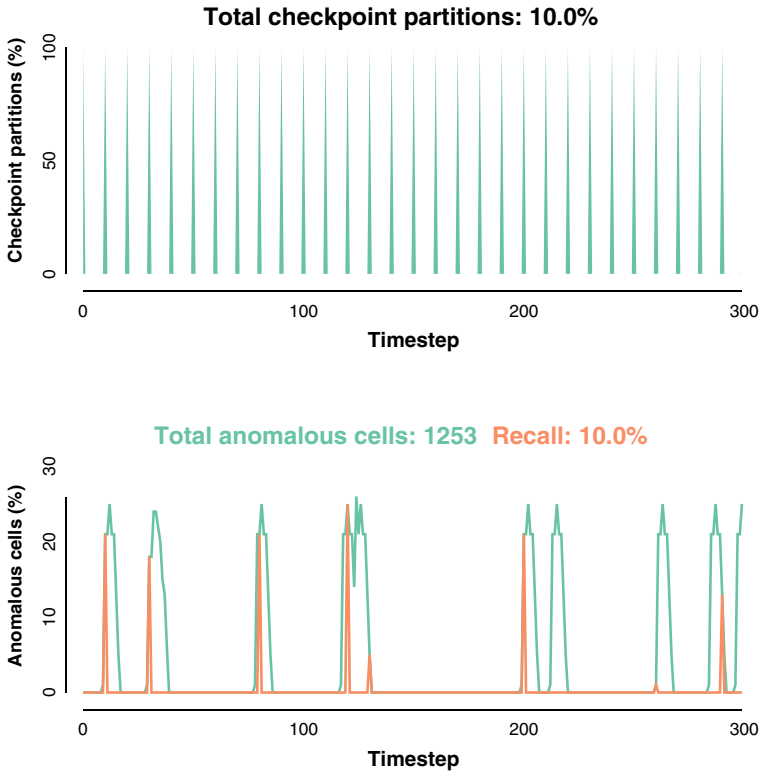 Total checkpoint partitions: 10.0%
Checkpoint partitions (%)
100
50
0
0 100 200 300
Timestep
Total anomalous cells: 1253 Recall: 10.0%
Anomalous cells (%)
30
20
10
0
0 100 200 300
Timestep